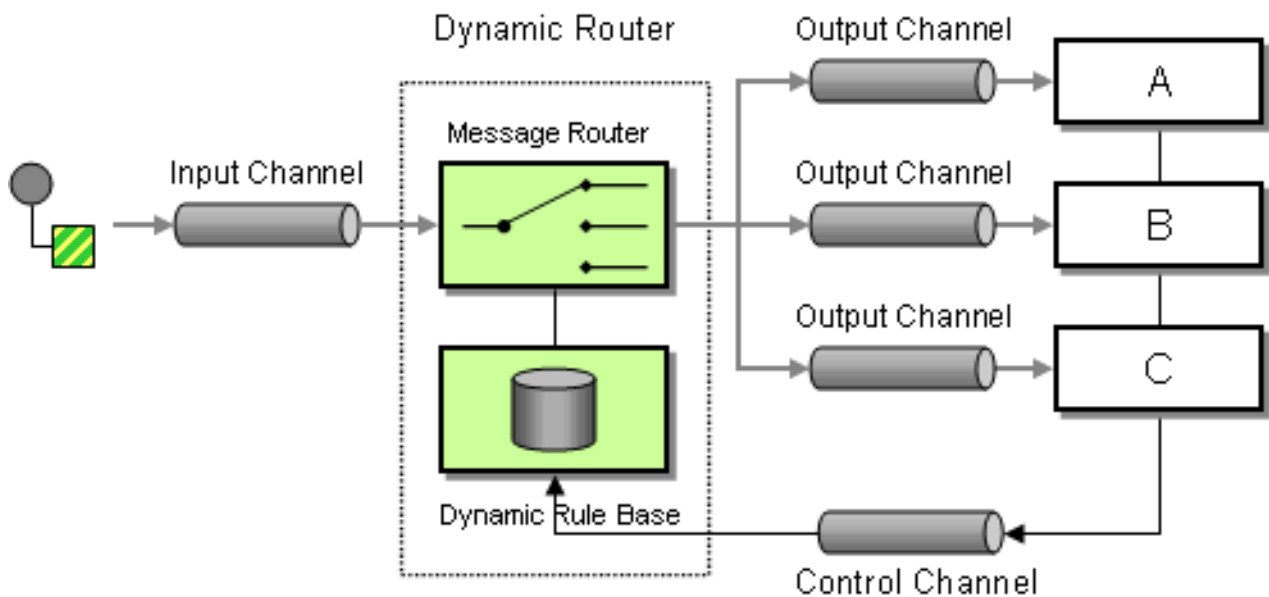 Dynamic Router
Output Channel
A
Message Router
Input Channel
Output Channel
B
Output Channel
C
Dynamic Rule Base
Control Channel